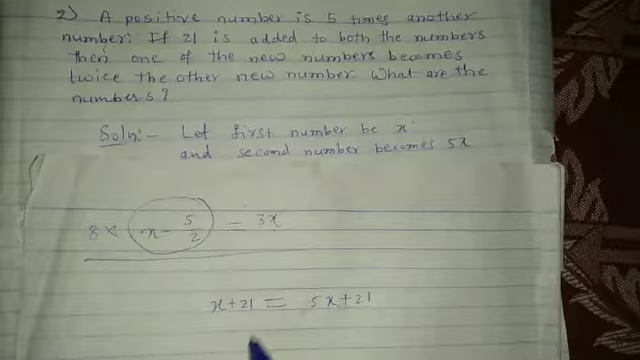 2) A positive number is 5 times another
number. If 21 is added to both the numbers
then one of the new numbers becomes
twice the other new number. What are the
numbers?
Soln:- Let first number be x
and second number becomes 5x
8x x - 5/2 = 3x
x+21 = 5x+21